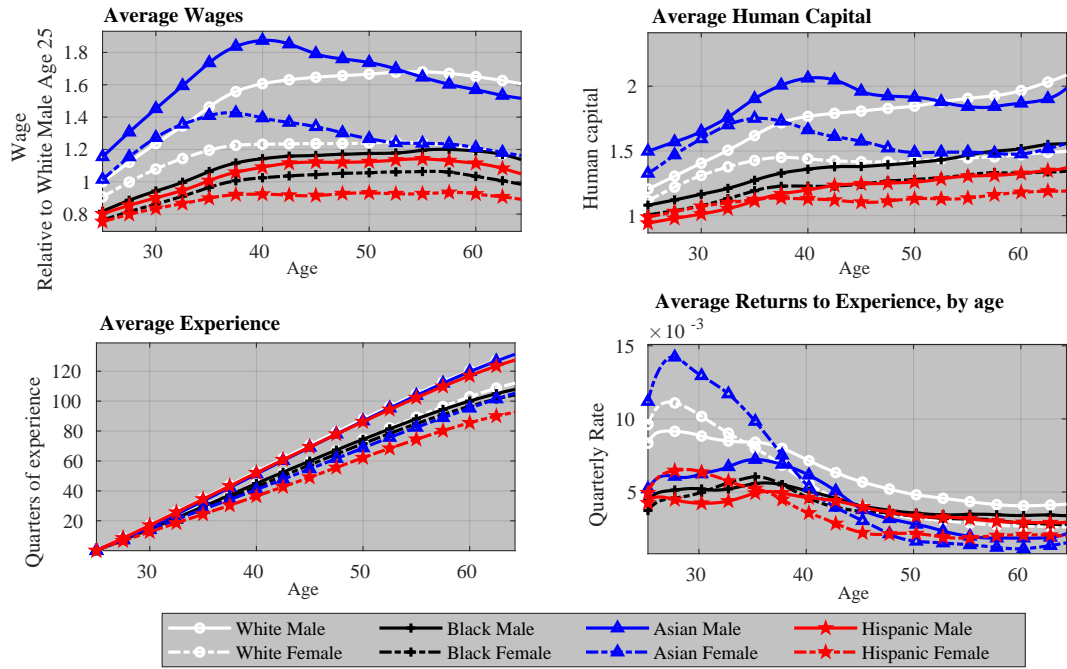 Average Wages
Wage
Relative to White Male Age 25
1.8
1.6
1.4
1.2
1
0.8
30
40
50
60
Age
Average Human Capital
Human capital
2
1.5
1
30
40
50
60
Age
Average Experience
Quarters of experience
120
100
80
60
40
20
30
40
50
60
Age
Average Returns to Experience, by age
× 10 -3
Quarterly Rate
15
10
5
30
40
50
60
Age
White Male Black Male Asian Male Hispanic Male
White Female Black Female Asian Female Hispanic Female